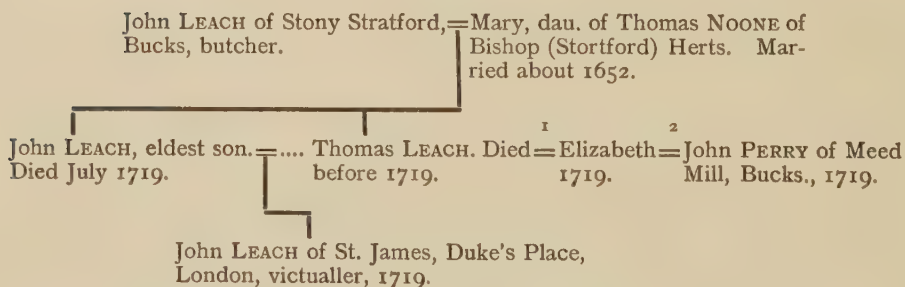 John LEACH of Stony Stratford,=Mary, dau. of Thomas NOONE of
Bucks, butcher. Bishop (Stortford) Herts. Mar-
ried about 1652.
1 2
John LEACH, eldest son.=.... Thomas LEACH. Died=Elizabeth=John PERRY of Meed
Died July 1719. before 1719. 1719. Mill, Bucks., 1719.
John LEACH of St. James, Duke's Place,
London, victualler, 1719.